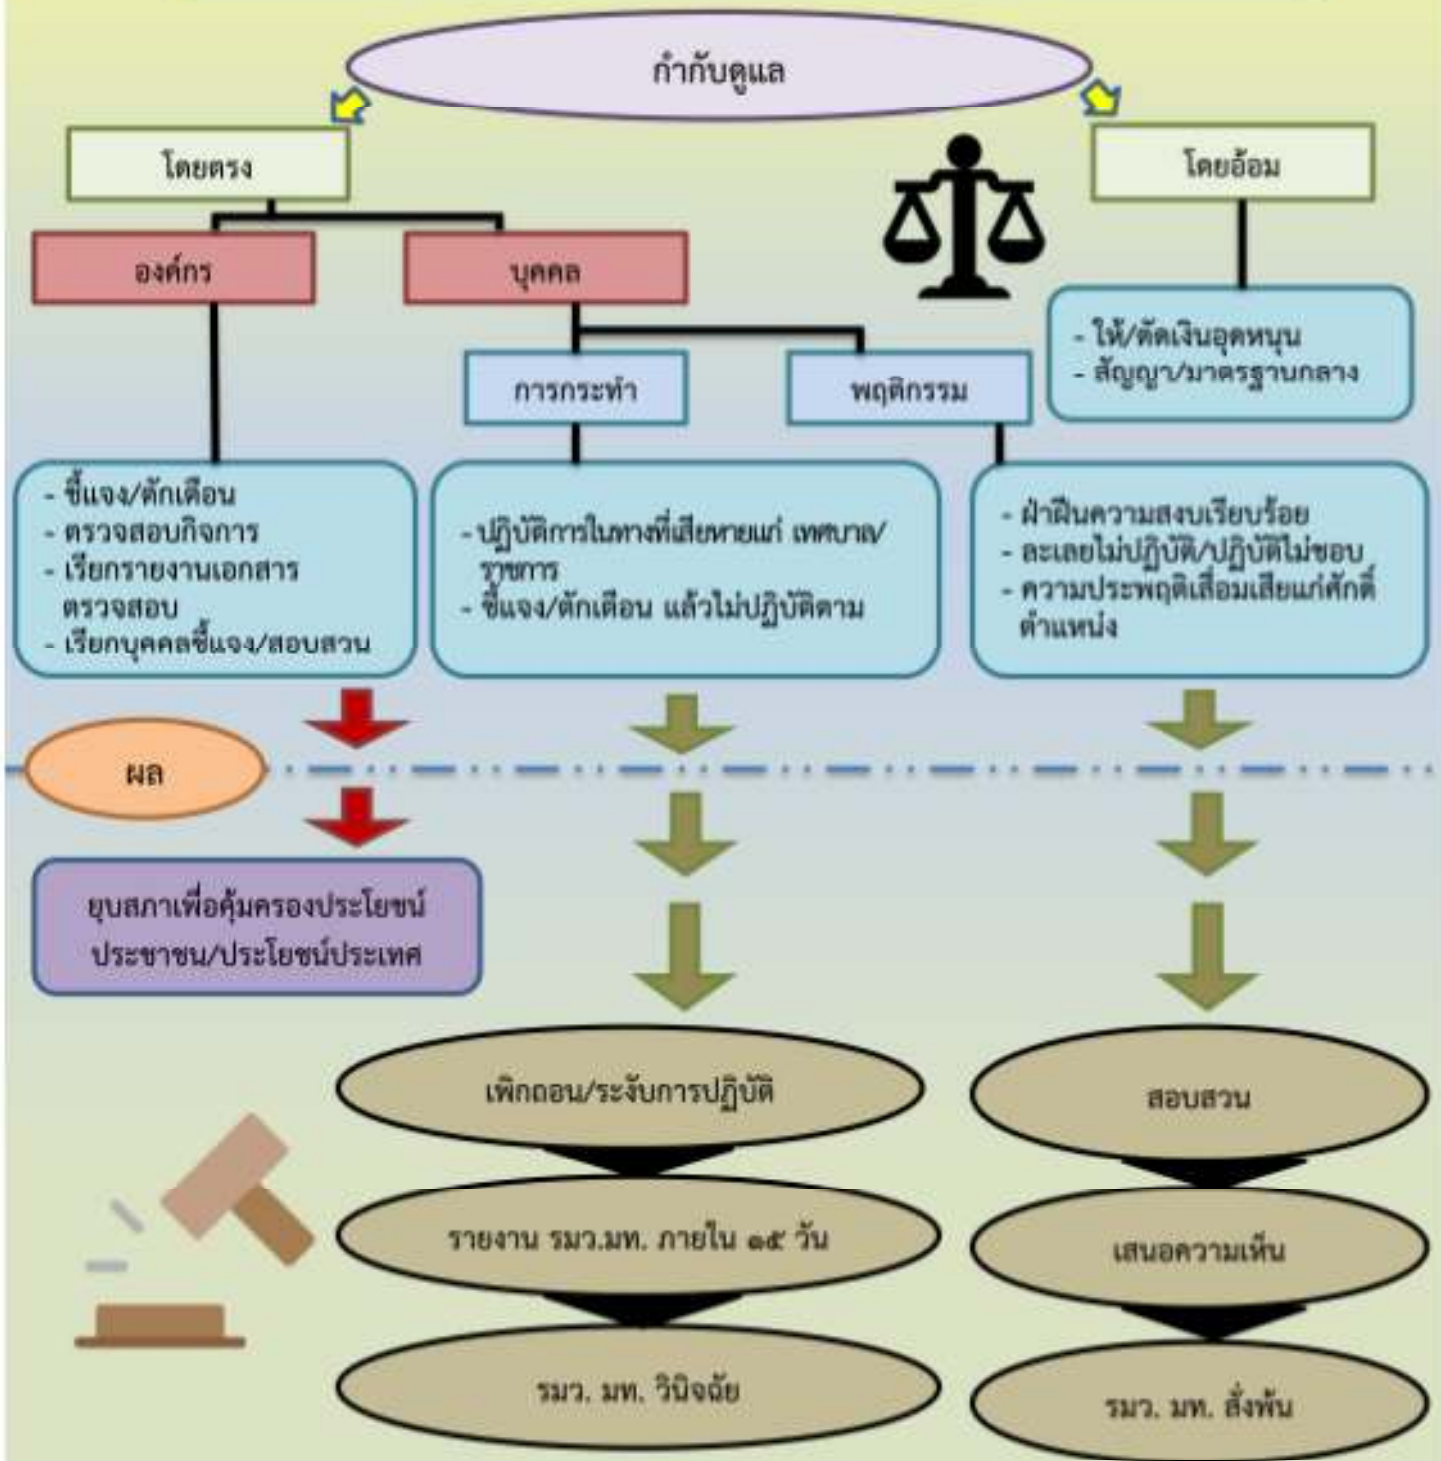 กำกับดูแล
โดยตรง
โดยอ้อม
องค์กร
บุคคล
- ให้/ตัดเงินอุดหนุน
- สัญญา/มาตรฐานกลาง
การกระทำ
พฤติกรรม
- ชี้แจง/ตักเตือน
- ตรวจสอบกิจการ
- เรียกรายงานเอกสาร
ตรวจสอบ
- เรียกบุคคลชี้แจง/สอบสวน
- ปฏิบัติการในทางที่เสียหายแก่ เทศบาล/
ราชการ
- ชี้แจง/ตักเตือน แล้วไม่ปฏิบัติตาม
- ฝ่าฝืนความสงบเรียบร้อย
- ละเลยไม่ปฏิบัติ/ปฏิบัติไม่ชอบ
- ความประพฤติเสื่อมเสียแก่ศักดิ์
ตำแหน่ง
ผล
ยุบสภาเพื่อคุ้มครองประโยชน์
ประชาชน/ประโยชน์ประเทศ
เพิกถอน/ระงับการปฏิบัติ
รายงาน รมว.มท. ภายใน ๑๕ วัน
รมว. มท. วินิจฉัย
สอบสวน
เสนอความเห็น
รมว. มท. สั่งพ้น